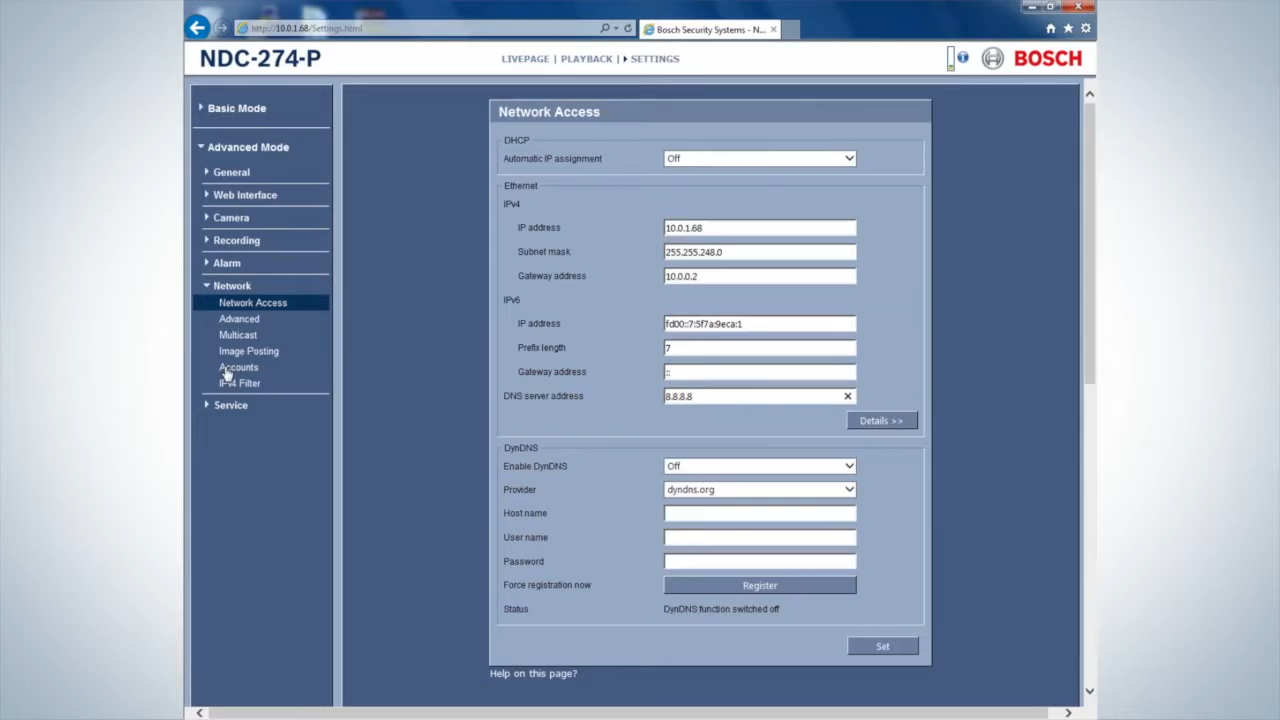 http://10.0.1.68/Settings.html
Bosch Security Systems - N...
NDC-274-P
LIVEPAGE | PLAYBACK | SETTINGS
BOSCH
Basic Mode
Advanced Mode
General
Web Interface
Camera
Recording
Alarm
Network
Network Access
Advanced
Multicast
Image Posting
Accounts
IPv4 Filter
Service
Network Access
DHCP
Automatic IP assignment Off
Ethernet
IPv4
IP address 10.0.1.68
Subnet mask 255.255.248.0
Gateway address 10.0.0.2
IPv6
IP address fd00::7:5f7a:9eca:1
Prefix length 7
Gateway address ::
DNS server address 8.8.8.8
Details >>
DynDNS
Enable DynDNS Off
Provider dyndns.org
Host name
User name
Password
Force registration now Register
Status DynDNS function switched off
Set
Help on this page?